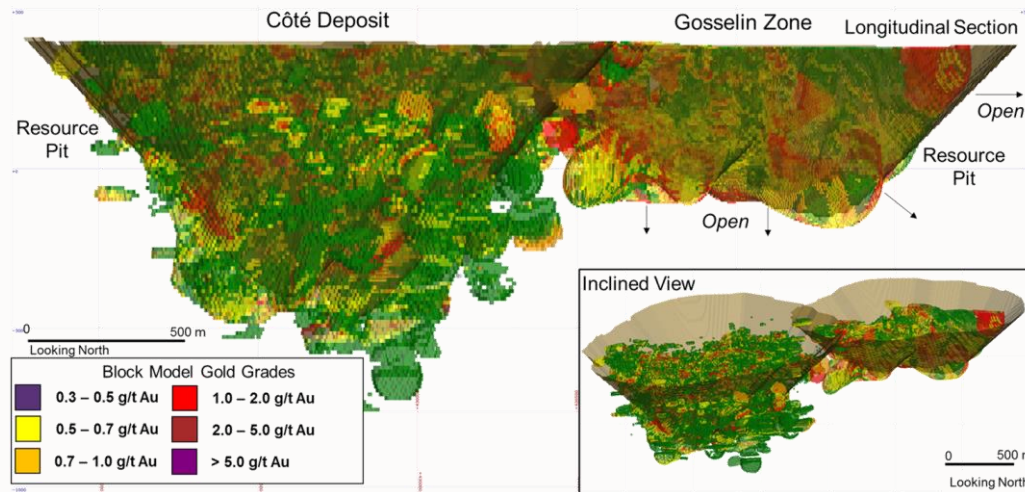 Côté Deposit
Gosselin Zone
Longitudinal Section
Resource
Pit
Open
Resource
Pit
Open
0 500 m
Looking North
Block Model Gold Grades
0.3 – 0.5 g/t Au
1.0 – 2.0 g/t Au
0.5 – 0.7 g/t Au
2.0 – 5.0 g/t Au
0.7 – 1.0 g/t Au
> 5.0 g/t Au
Inclined View
0 500 m
Looking North